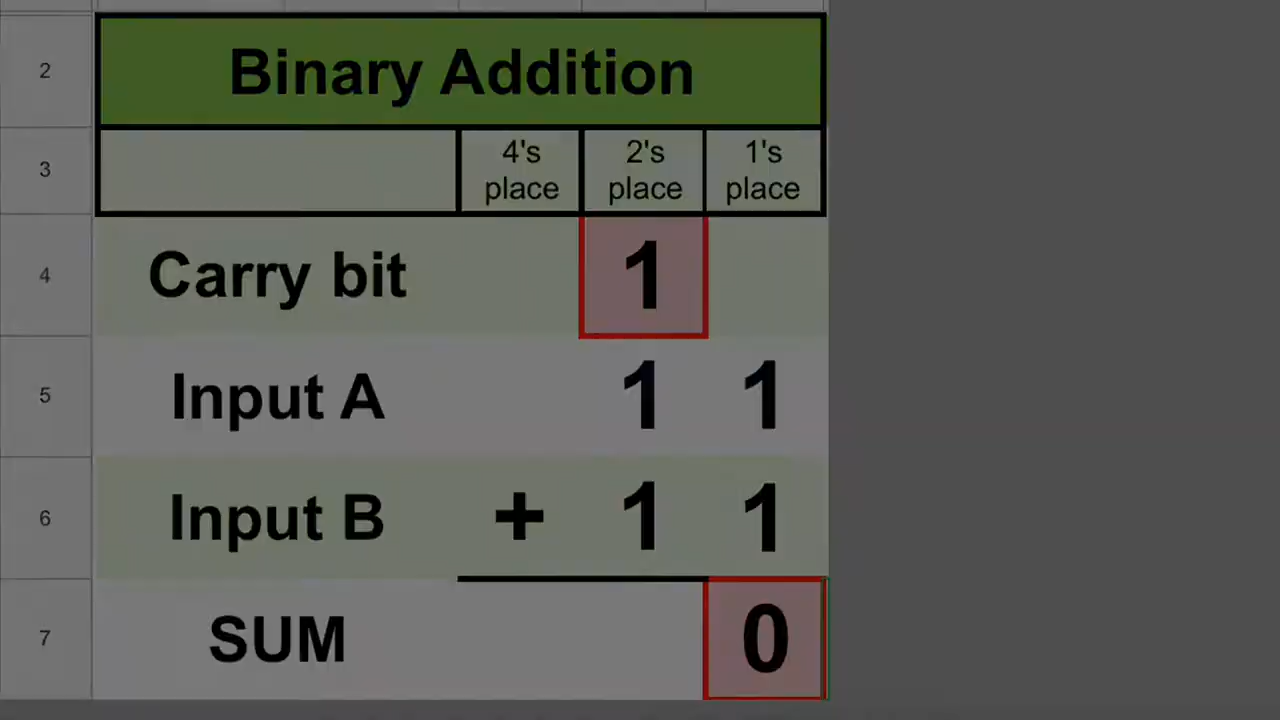 2 Binary Addition
3 4's place 2's place 1's place
4 Carry bit 1
5 Input A 1 1
6 Input B + 1 1
7 SUM 0